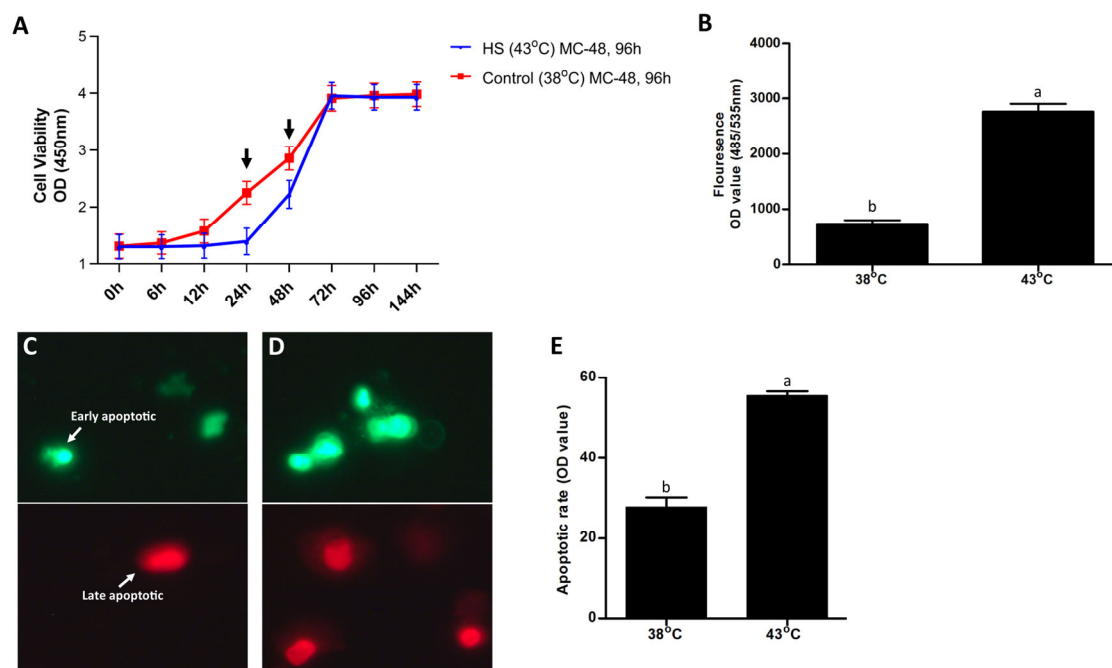 A
HS (43°C) MC-48, 96h
Control (38°C) MC-48, 96h
Cell Viability
OD (450nm)
5
4
3
2
1
0h
6h
12h
24h
48h
72h
96h
144h
B
Flouresence
OD value (485/535nm)
4000
3000
2000
1000
0
b
a
38°C
43°C
C
Early apoptotic
Late apoptotic
D
E
Apoptotic rate (OD value)
60
40
20
0
b
a
38°C
43°C